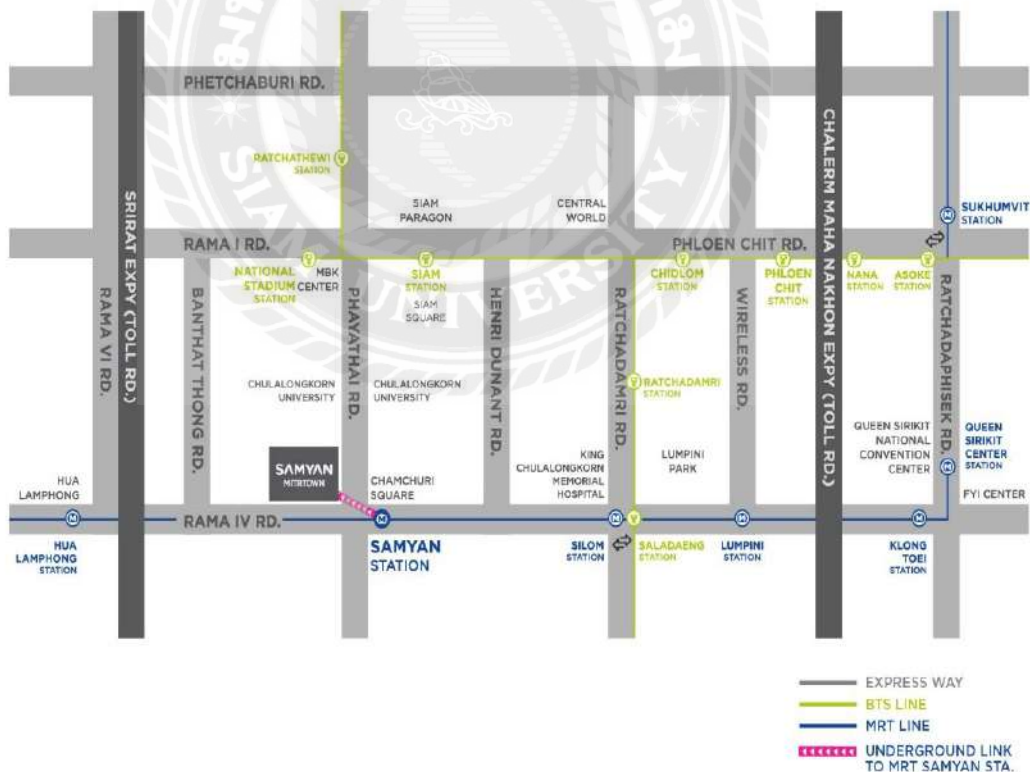 PHETCHABURI RD.
RATCHATHEWI
STATION
SIAM
PARAGON
CENTRAL
WORLD
SUKHUMVIT
STATION
RAMA I RD.
PHLOEN CHIT RD.
NATIONAL
STADIUM
STATION
MBK
CENTER
SIAM
STATION
SIAM
SQUARE
CHIDLOM
STATION
PHLOEN
CHIT
STATION
NANA
STATION
ASOKE
STATION
RAMA VI RD.
SRIRAT EXPY (TOLL RD.)
BANTHAT THONG RD.
PHAYATHAI RD.
HENRI DUNANT RD.
RATCHADAMRI RD.
WIRELESS RD.
CHALERM MAHA NAKHON EXPY (TOLL RD.)
RATCHADAPHISEK RD.
CHULALONGKORN
UNIVERSITY
CHULALONGKORN
UNIVERSITY
RATCHADAMRI
STATION
SAMYAN
MITRTOWN
CHAMCHURI
SQUARE
KING
CHULALONGKORN
MEMORIAL
HOSPITAL
LUMPINI
PARK
QUEEN SIRIKIT
NATIONAL
CONVENTION
CENTER
QUEEN
SIRIKIT
CENTER
STATION
HUA
LAMPHONG
FYI CENTER
RAMA IV RD.
HUA
LAMPHONG
STATION
SAMYAN
STATION
SILOM
STATION
SALADAENG
STATION
LUMPINI
STATION
KLONG
TOEI
STATION
SIAM UNIVERSITY
EXPRESS WAY
BTS LINE
MRT LINE
UNDERGROUND LINK
TO MRT SAMYAN STA.